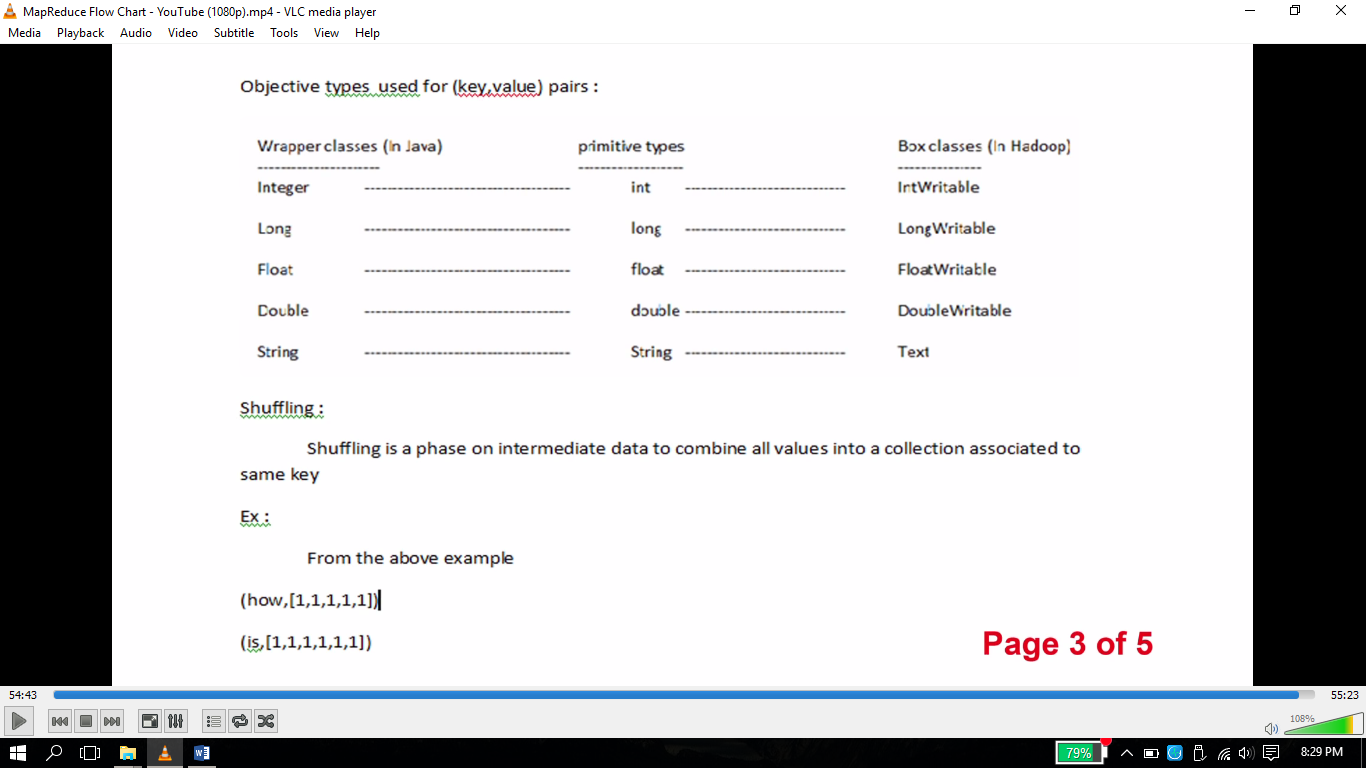 MapReduce Flow Chart - YouTube (1080p).mp4 - VLC media player
Media Playback Audio Video Subtitle Tools View Help
Objective types used for (key,value) pairs :
Wrapper classes (In Java) primitive types Box classes (In Hadoop)
--------------------- ------------------ --------------
Integer ----------------------------------- int --------------------------- IntWritable
Long ----------------------------------- long --------------------------- LongWritable
Float ----------------------------------- float --------------------------- FloatWritable
Double ----------------------------------- double --------------------------- DoubleWritable
String ----------------------------------- String --------------------------- Text
Shuffling :
Shuffling is a phase on intermediate data to combine all values into a collection associated to
same key
Ex :
From the above example
(how,[1,1,1,1,1])
(is,[1,1,1,1,1,1])
Page 3 of 5
54:43 55:23
108%
79% 8:29 PM